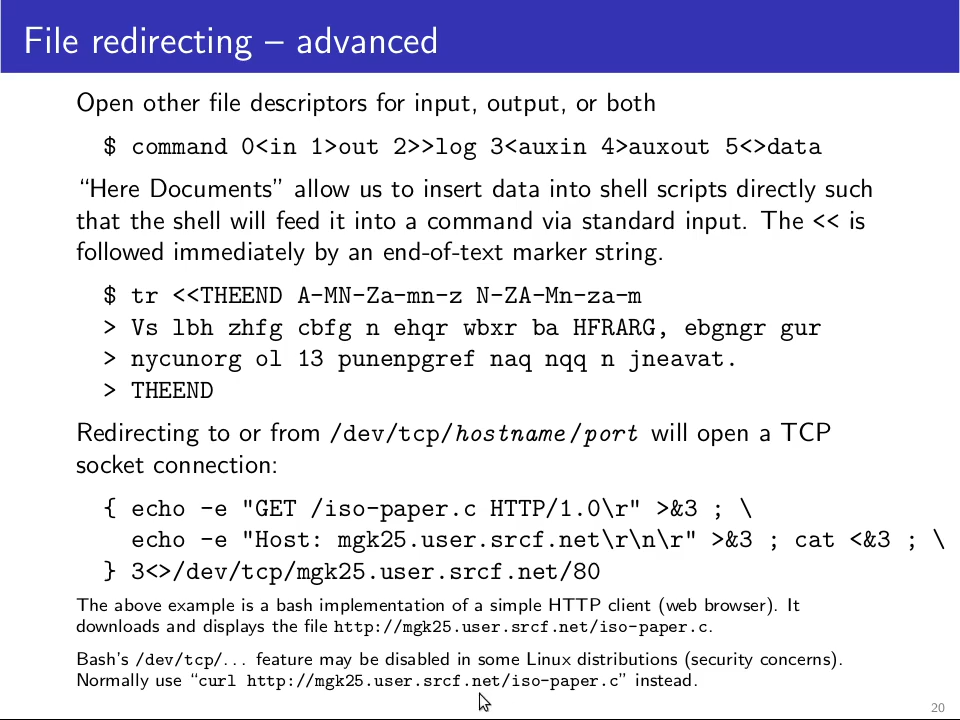 File redirecting – advanced
Open other file descriptors for input, output, or both
$ command 0<in 1>out 2>>log 3<auxin 4>auxout 5<>data
“Here Documents” allow us to insert data into shell scripts directly such
that the shell will feed it into a command via standard input. The << is
followed immediately by an end-of-text marker string.
$ tr <<THEEND A-MN-Za-mn-z N-ZA-Mn-za-m
> Vs lbh zhfg cbfg n ehqr wbxr ba HFRARG, ebgngr gur
> nycunorg ol 13 punenpgref naq nqq n jneavat.
> THEEND
Redirecting to or from /dev/tcp/hostname/port will open a TCP
socket connection:
{ echo -e "GET /iso-paper.c HTTP/1.0\r" >&3 ; \
echo -e "Host: mgk25.user.srcf.net\r\n\r" >&3 ; cat <&3 ; \
} 3<>/dev/tcp/mgk25.user.srcf.net/80
The above example is a bash implementation of a simple HTTP client (web browser). It
downloads and displays the file http://mgk25.user.srcf.net/iso-paper.c.
Bash’s /dev/tcp/... feature may be disabled in some Linux distributions (security concerns).
Normally use “curl http://mgk25.user.srcf.net/iso-paper.c” instead.
20